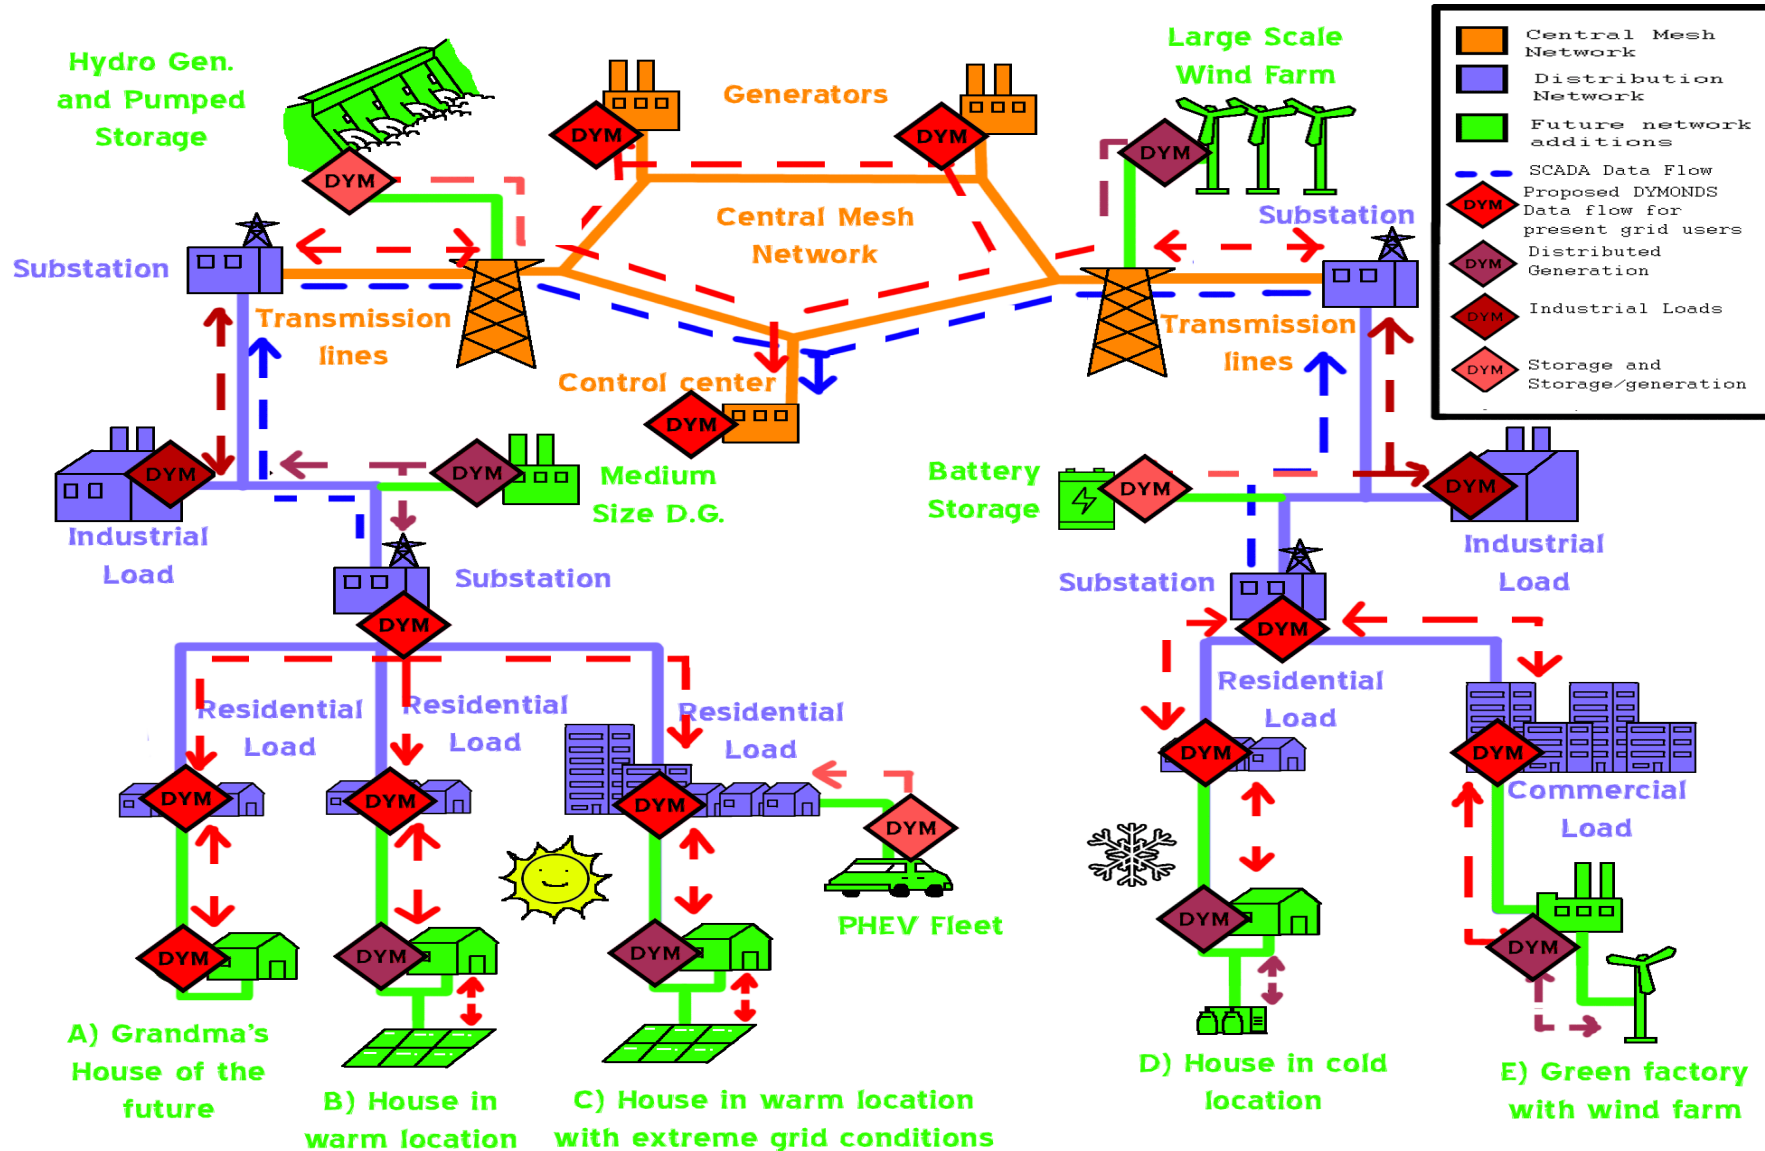 Hydro Gen.
and Pumped
Storage
Generators
Large Scale
Wind Farm
Central Mesh
Network
Distribution
Network
Future network
additions
SCADA Data Flow
DYM
Proposed DYMONDS
Data flow for
present grid users
DYM
Distributed
Generation
DYM
Industrial Loads
DYM
Storage and
Storage/generation
DYM
DYM
DYM
DYM
Substation
Central Mesh
Network
Substation
Transmission
lines
Transmission
lines
Control center
DYM
DYM
Industrial
Load
DYM
Medium
Size D.G.
Battery
Storage
DYM
DYM
Industrial
Load
Substation
DYM
Substation
DYM
Residential
Load
Residential
Load
Residential
Load
Residential
Load
DYM
DYM
DYM
DYM
PHEV Fleet
DYM
DYM
Commercial
Load
DYM
DYM
DYM
DYM
DYM
A) Grandma's
House of the
future
B) House in
warm location
C) House in warm location
with extreme grid conditions
D) House in cold
location
E) Green factory
with wind farm